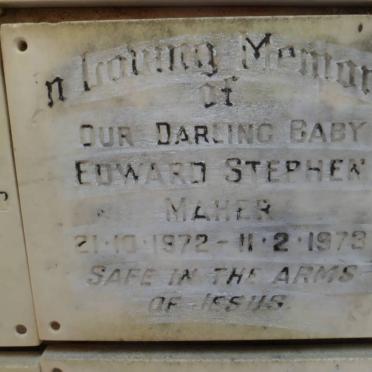 In Loving Memory
of
OUR DARLING BABY
EDWARD STEPHEN
MAHER
21·10·1972 - 11·2·1973
SAFE IN THE ARMS
OF JESUS.